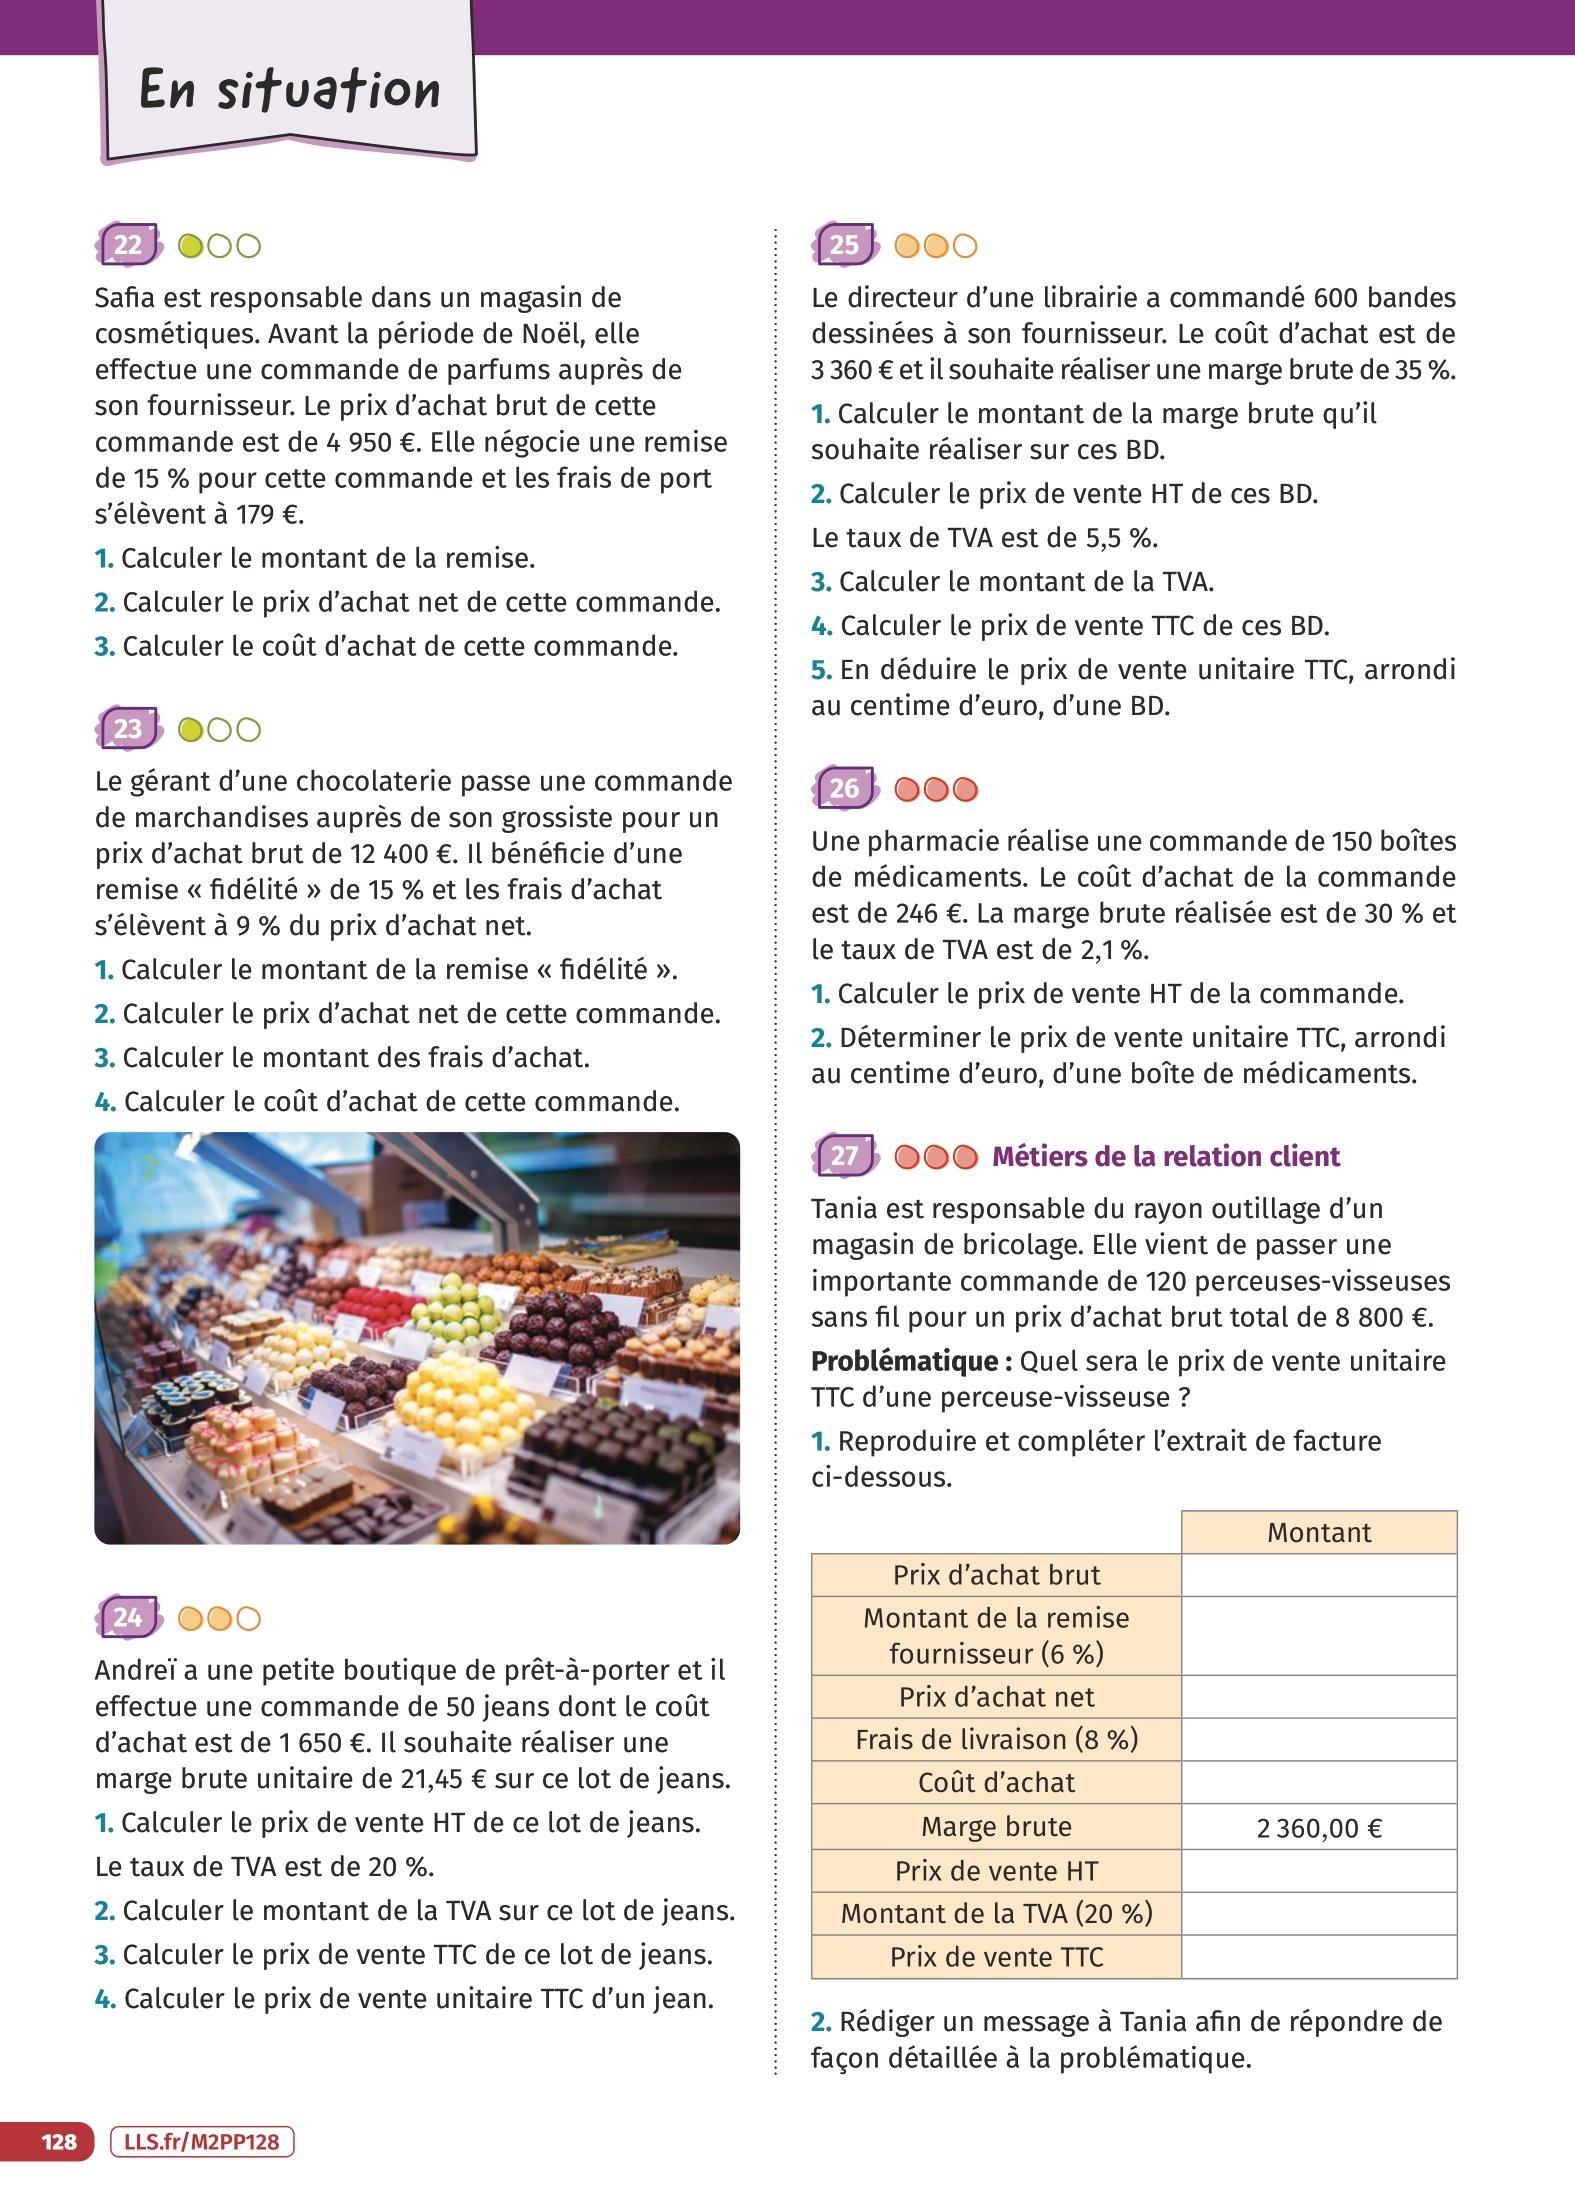 En situation
22
Safia est responsable dans un magasin de
cosmétiques. Avant la période de Noël, elle
effectue une commande de parfums auprès de
son fournisseur. Le prix d'achat brut de cette
commande est de 4 950 €. Elle négocie une remise
de 15 % pour cette commande et les frais de port
s'élèvent à 179 €.
1. Calculer le montant de la remise.
2. Calculer le prix d'achat net de cette commande.
3. Calculer le coût d'achat de cette commande.
23
Le gérant d'une chocolaterie passe une commande
de marchandises auprès de son grossiste pour un
prix d'achat brut de 12 400 €. Il bénéficie d'une
remise « fidélité » de 15 % et les frais d'achat
s'élèvent à 9 % du prix d'achat net.
1. Calculer le montant de la remise « fidélité ».
2. Calculer le prix d'achat net de cette commande.
3. Calculer le montant des frais d'achat.
4. Calculer le coût d'achat de cette commande.
24
Andreï a une petite boutique de prêt-à-porter et il
effectue une commande de 50 jeans dont le coût
d'achat est de 1 650 €. Il souhaite réaliser une
marge brute unitaire de 21,45 € sur ce lot de jeans.
1. Calculer le prix de vente HT de ce lot de jeans.
Le taux de TVA est de 20 %.
2. Calculer le montant de la TVA sur ce lot de jeans.
3. Calculer le prix de vente TTC de ce lot de jeans.
4. Calculer le prix de vente unitaire TTC d'un jean.
25
Le directeur d'une librairie a commandé 600 bandes
dessinées à son fournisseur. Le coût d'achat est de
3 360 € et il souhaite réaliser une marge brute de 35 %.
1. Calculer le montant de la marge brute qu'il
souhaite réaliser sur ces BD.
2. Calculer le prix de vente HT de ces BD.
Le taux de TVA est de 5,5 %.
3. Calculer le montant de la TVA.
4. Calculer le prix de vente TTC de ces BD.
5. En déduire le prix de vente unitaire TTC, arrondi
au centime d'euro, d'une BD.
26
Une pharmacie réalise une commande de 150 boîtes
de médicaments. Le coût d'achat de la commande
est de 246 €. La marge brute réalisée est de 30 % et
le taux de TVA est de 2,1 %.
1. Calculer le prix de vente HT de la commande.
2. Déterminer le prix de vente unitaire TTC, arrondi
au centime d'euro, d'une boîte de médicaments.
27 Métiers de la relation client
Tania est responsable du rayon outillage d'un
magasin de bricolage. Elle vient de passer une
importante commande de 120 perceuses-visseuses
sans fil pour un prix d'achat brut total de 8 800 €.
Problématique : Quel sera le prix de vente unitaire
TTC d'une perceuse-visseuse ?
1. Reproduire et compléter l'extrait de facture
ci-dessous.
Montant
Prix d'achat brut
Montant de la remise
fournisseur (6 %)
Prix d'achat net
Frais de livraison (8 %)
Coût d'achat
Marge brute 2 360,00 €
Prix de vente HT
Montant de la TVA (20 %)
Prix de vente TTC
2. Rédiger un message à Tania afin de répondre de
façon détaillée à la problématique.
128 LLS.fr/M2PP128